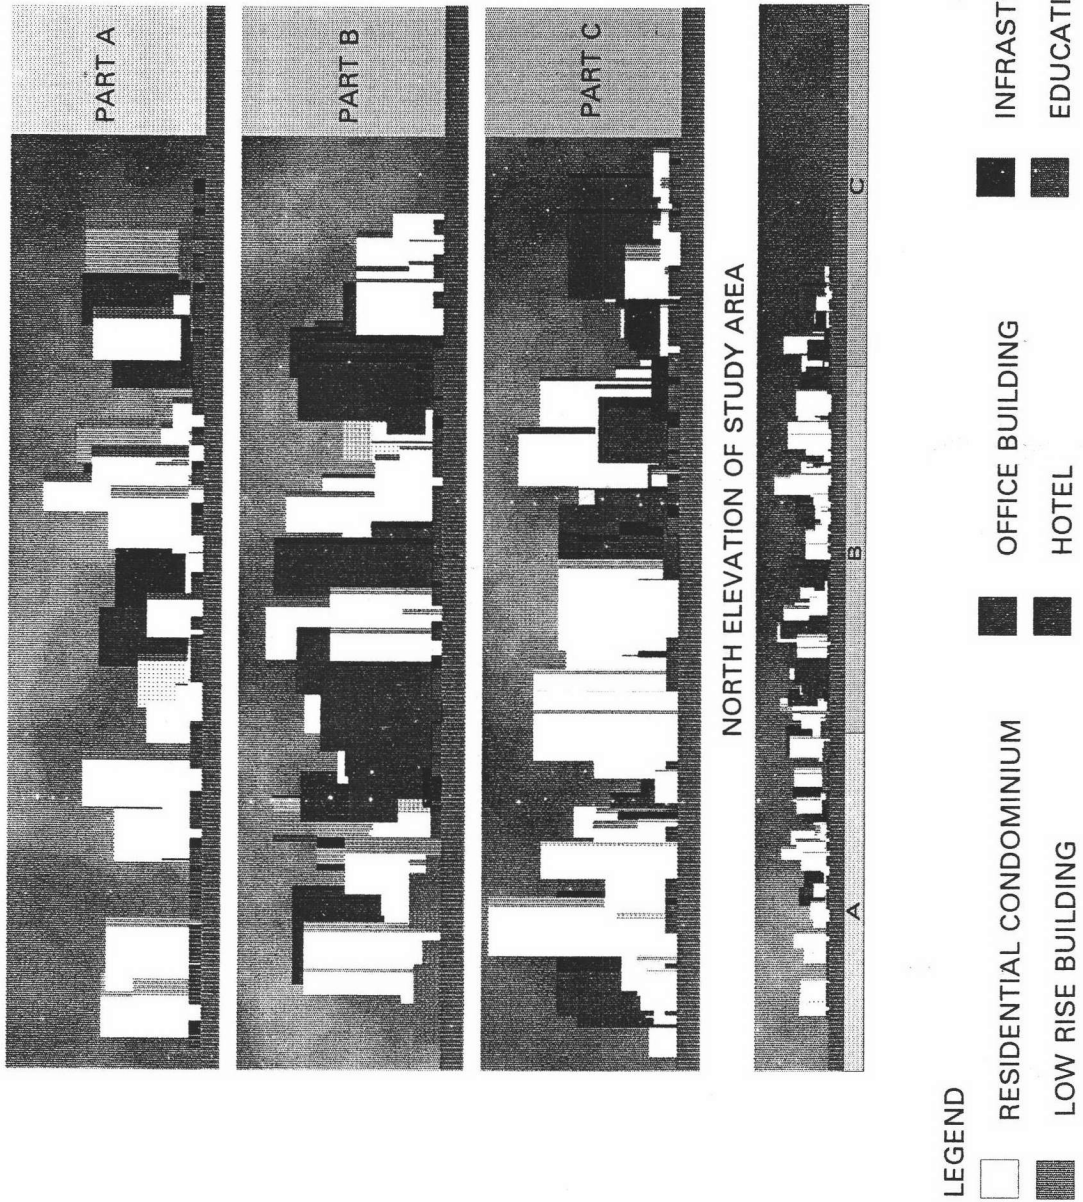 PART A
PART B
PART C
NORTH ELEVATION OF STUDY AREA
A
B
C
LEGEND
RESIDENTIAL CONDOMINIUM
OFFICE BUILDING
INFRAST
LOW RISE BUILDING
HOTEL
EDUCATI